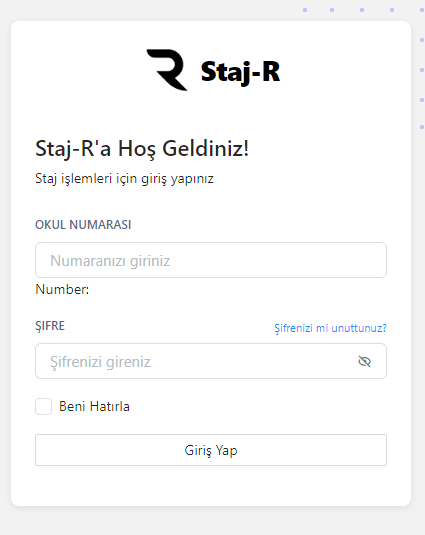 Staj-R
Staj-R'a Hoş Geldiniz!
Staj işlemleri için giriş yapınız
OKUL NUMARASI
Numaranızı giriniz
Number:
ŞIFRE
Şifrenizi mi unuttunuz?
Şifrenizi gireniz
Beni Hatırla
Giriş Yap